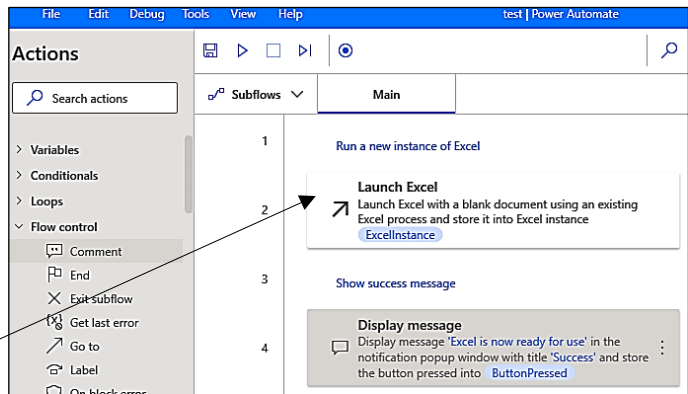 File Edit Debug Tools View Help test | Power Automate
Actions
Search actions
Variables
Conditionals
Loops
Flow control
Comment
End
Exit subflow
{x} Get last error
Go to
Label
On block error
Subflows Main
1 Run a new instance of Excel
2 Launch Excel
Launch Excel with a blank document using an existing
Excel process and store it into Excel instance
ExcelInstance
3 Show success message
4 Display message
Display message 'Excel is now ready for use' in the
notification popup window with title 'Success' and store
the button pressed into ButtonPressed